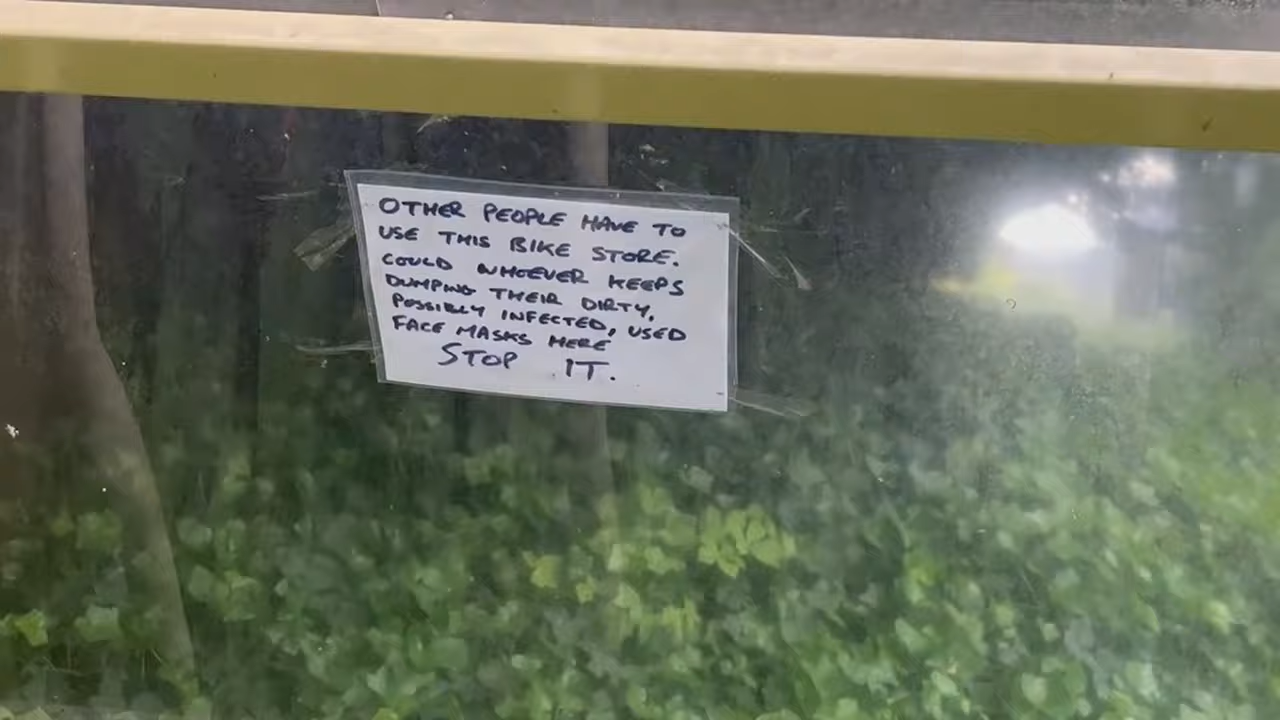 OTHER PEOPLE HAVE TO
USE THIS BIKE STORE.
COULD WHOEVER KEEPS
DUMPING THEIR DIRTY,
POSSIBLY INFECTED, USED
FACE MASKS HERE
STOP IT.